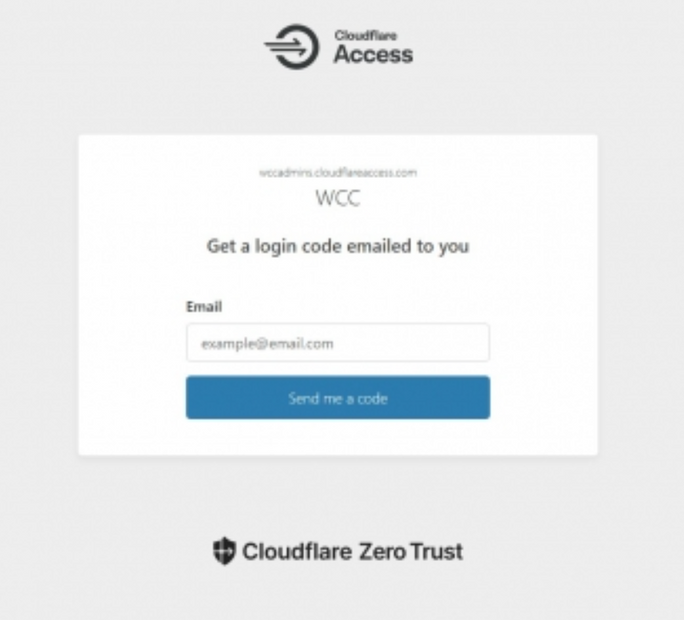 Cloudflare
Access
wccadmins.cloudflareaccess.com
WCC
Get a login code emailed to you
Email
example@email.com
Send me a code
Cloudflare Zero Trust